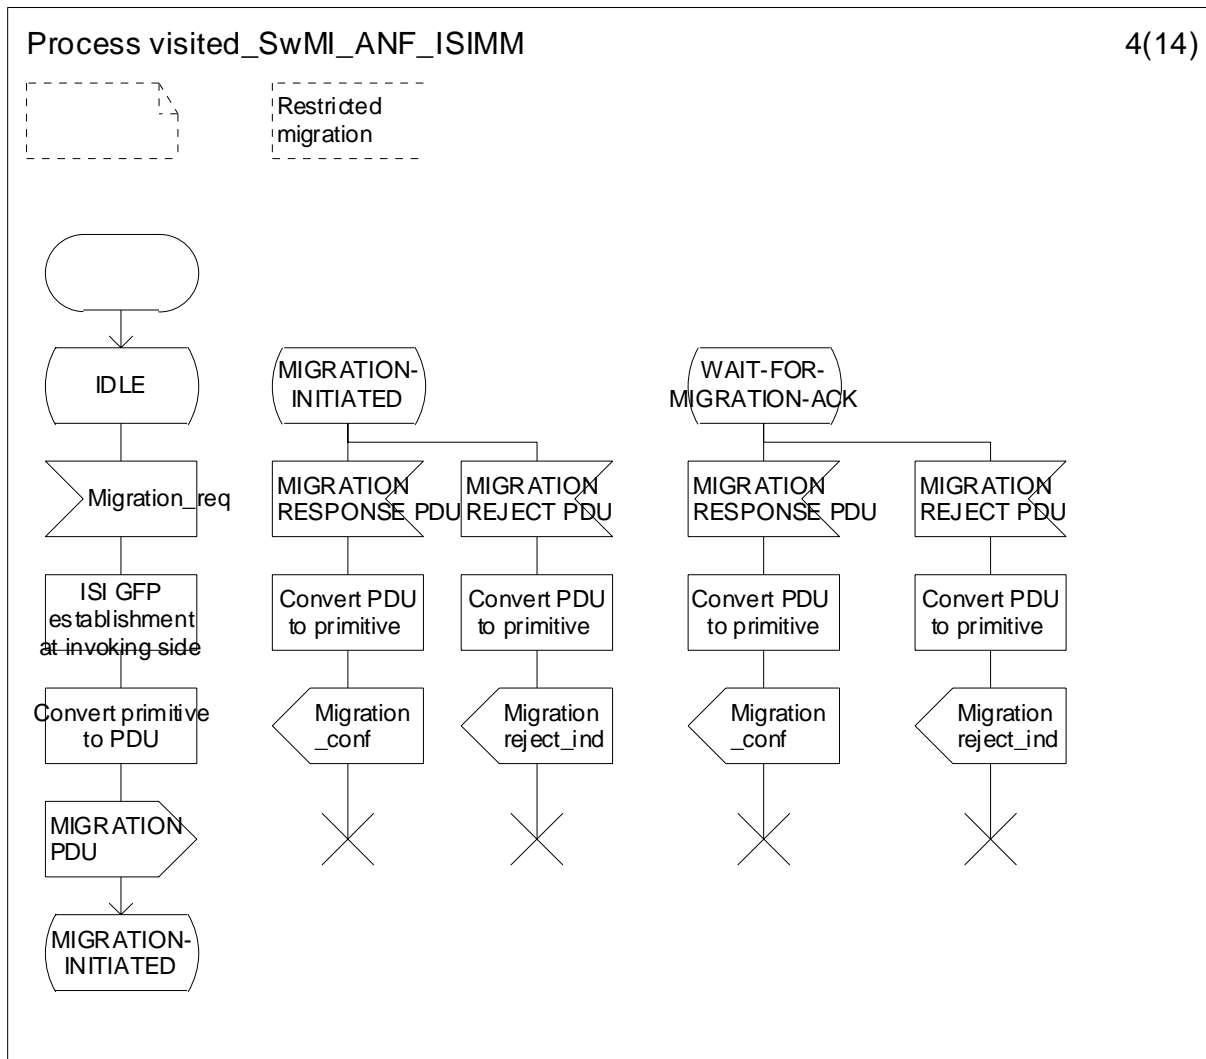 Process visited_SwMI_ANF_ISIMM
4(14)
Restricted
migration
IDLE
Migration_req
ISI GFP
establishment
at invoking side
Convert primitive
to PDU
MIGRATION
PDU
MIGRATION-
INITIATED
MIGRATION-
INITIATED
MIGRATION
RESPONSE PDU
Convert PDU
to primitive
Migration
_conf
MIGRATION
REJECT PDU
Convert PDU
to primitive
Migration
reject_ind
WAIT-FOR-
MIGRATION-ACK
MIGRATION
RESPONSE PDU
Convert PDU
to primitive
Migration
_conf
MIGRATION
REJECT PDU
Convert PDU
to primitive
Migration
reject_ind